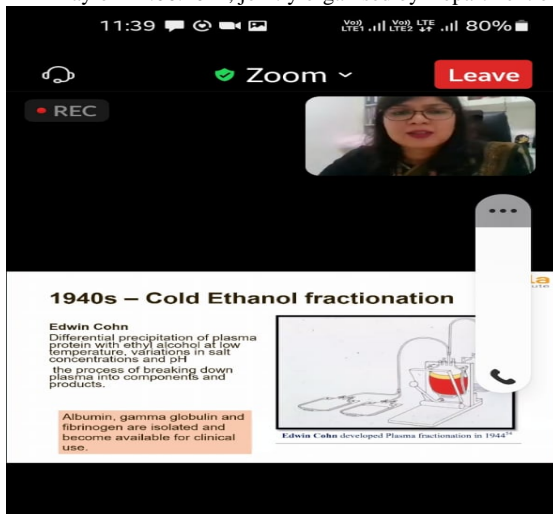 11:39
VoD LTE1 VoD LTE2 LTE 80%
Zoom
Leave
REC
1940s – Cold Ethanol fractionation
Edwin Cohn
Differential precipitation of plasma
protein with ethyl alcohol at low
temperature, variations in salt
concentrations and pH
the process of breaking down
plasma into components and
products.
Albumin, gamma globulin and
fibrinogen are isolated and
become available for clinical
use.
Edwin Cohn developed Plasma fractionation in 1944